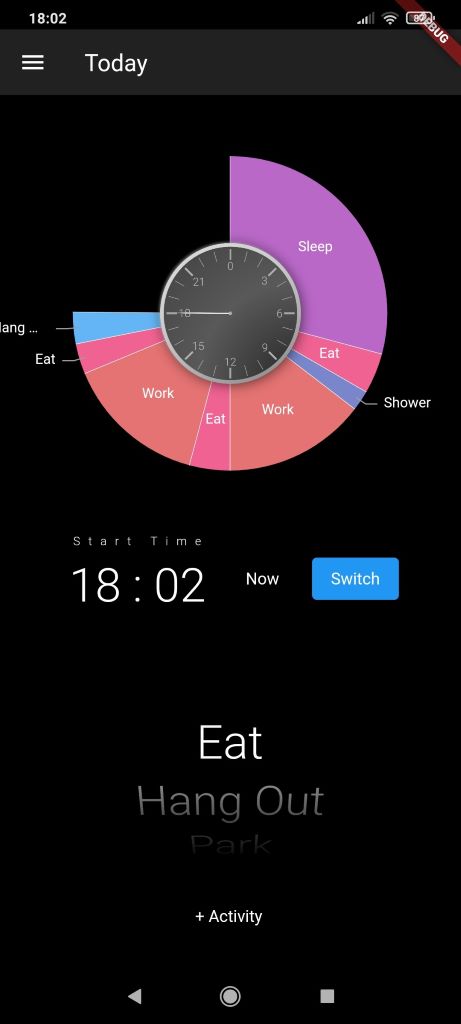 18:02
DEBUG
Today
Sleep
0
21
3
18
6
15
9
12
lang ...
Eat
Eat
Shower
Work
Work
Eat
Start Time
18 : 02
Now
Switch
Eat
Hang Out
Park
+ Activity